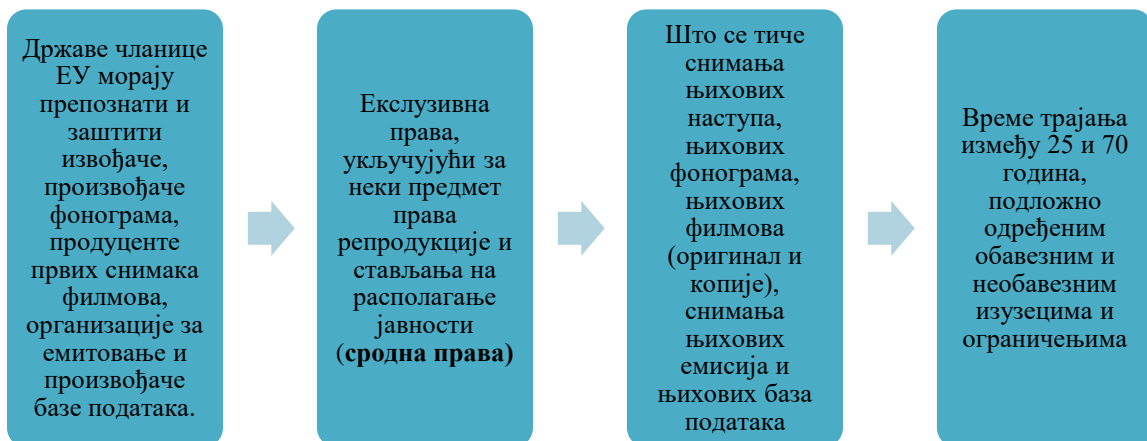 Државе чланице
ЕУ морају
препознати и
заштити
извођаче,
произвођаче
фонограма,
продуценте
првих снимака
филмова,
организације за
емитовање и
произвођаче
базе података.
Екслузивна
права,
укључујући за
неки предмет
права
репродукције и
стављања на
располагање
јавности
(сродна права)
Што се тиче
снимања
њихових
наступа,
њихових
фонограма,
њихових
филмова
(оригинал и
копије),
снимања
њихових
емисија и
њихових база
података
Време трајања
између 25 и 70
година,
подложно
одређеним
обавезним и
необавезним
изузецима и
ограничењима